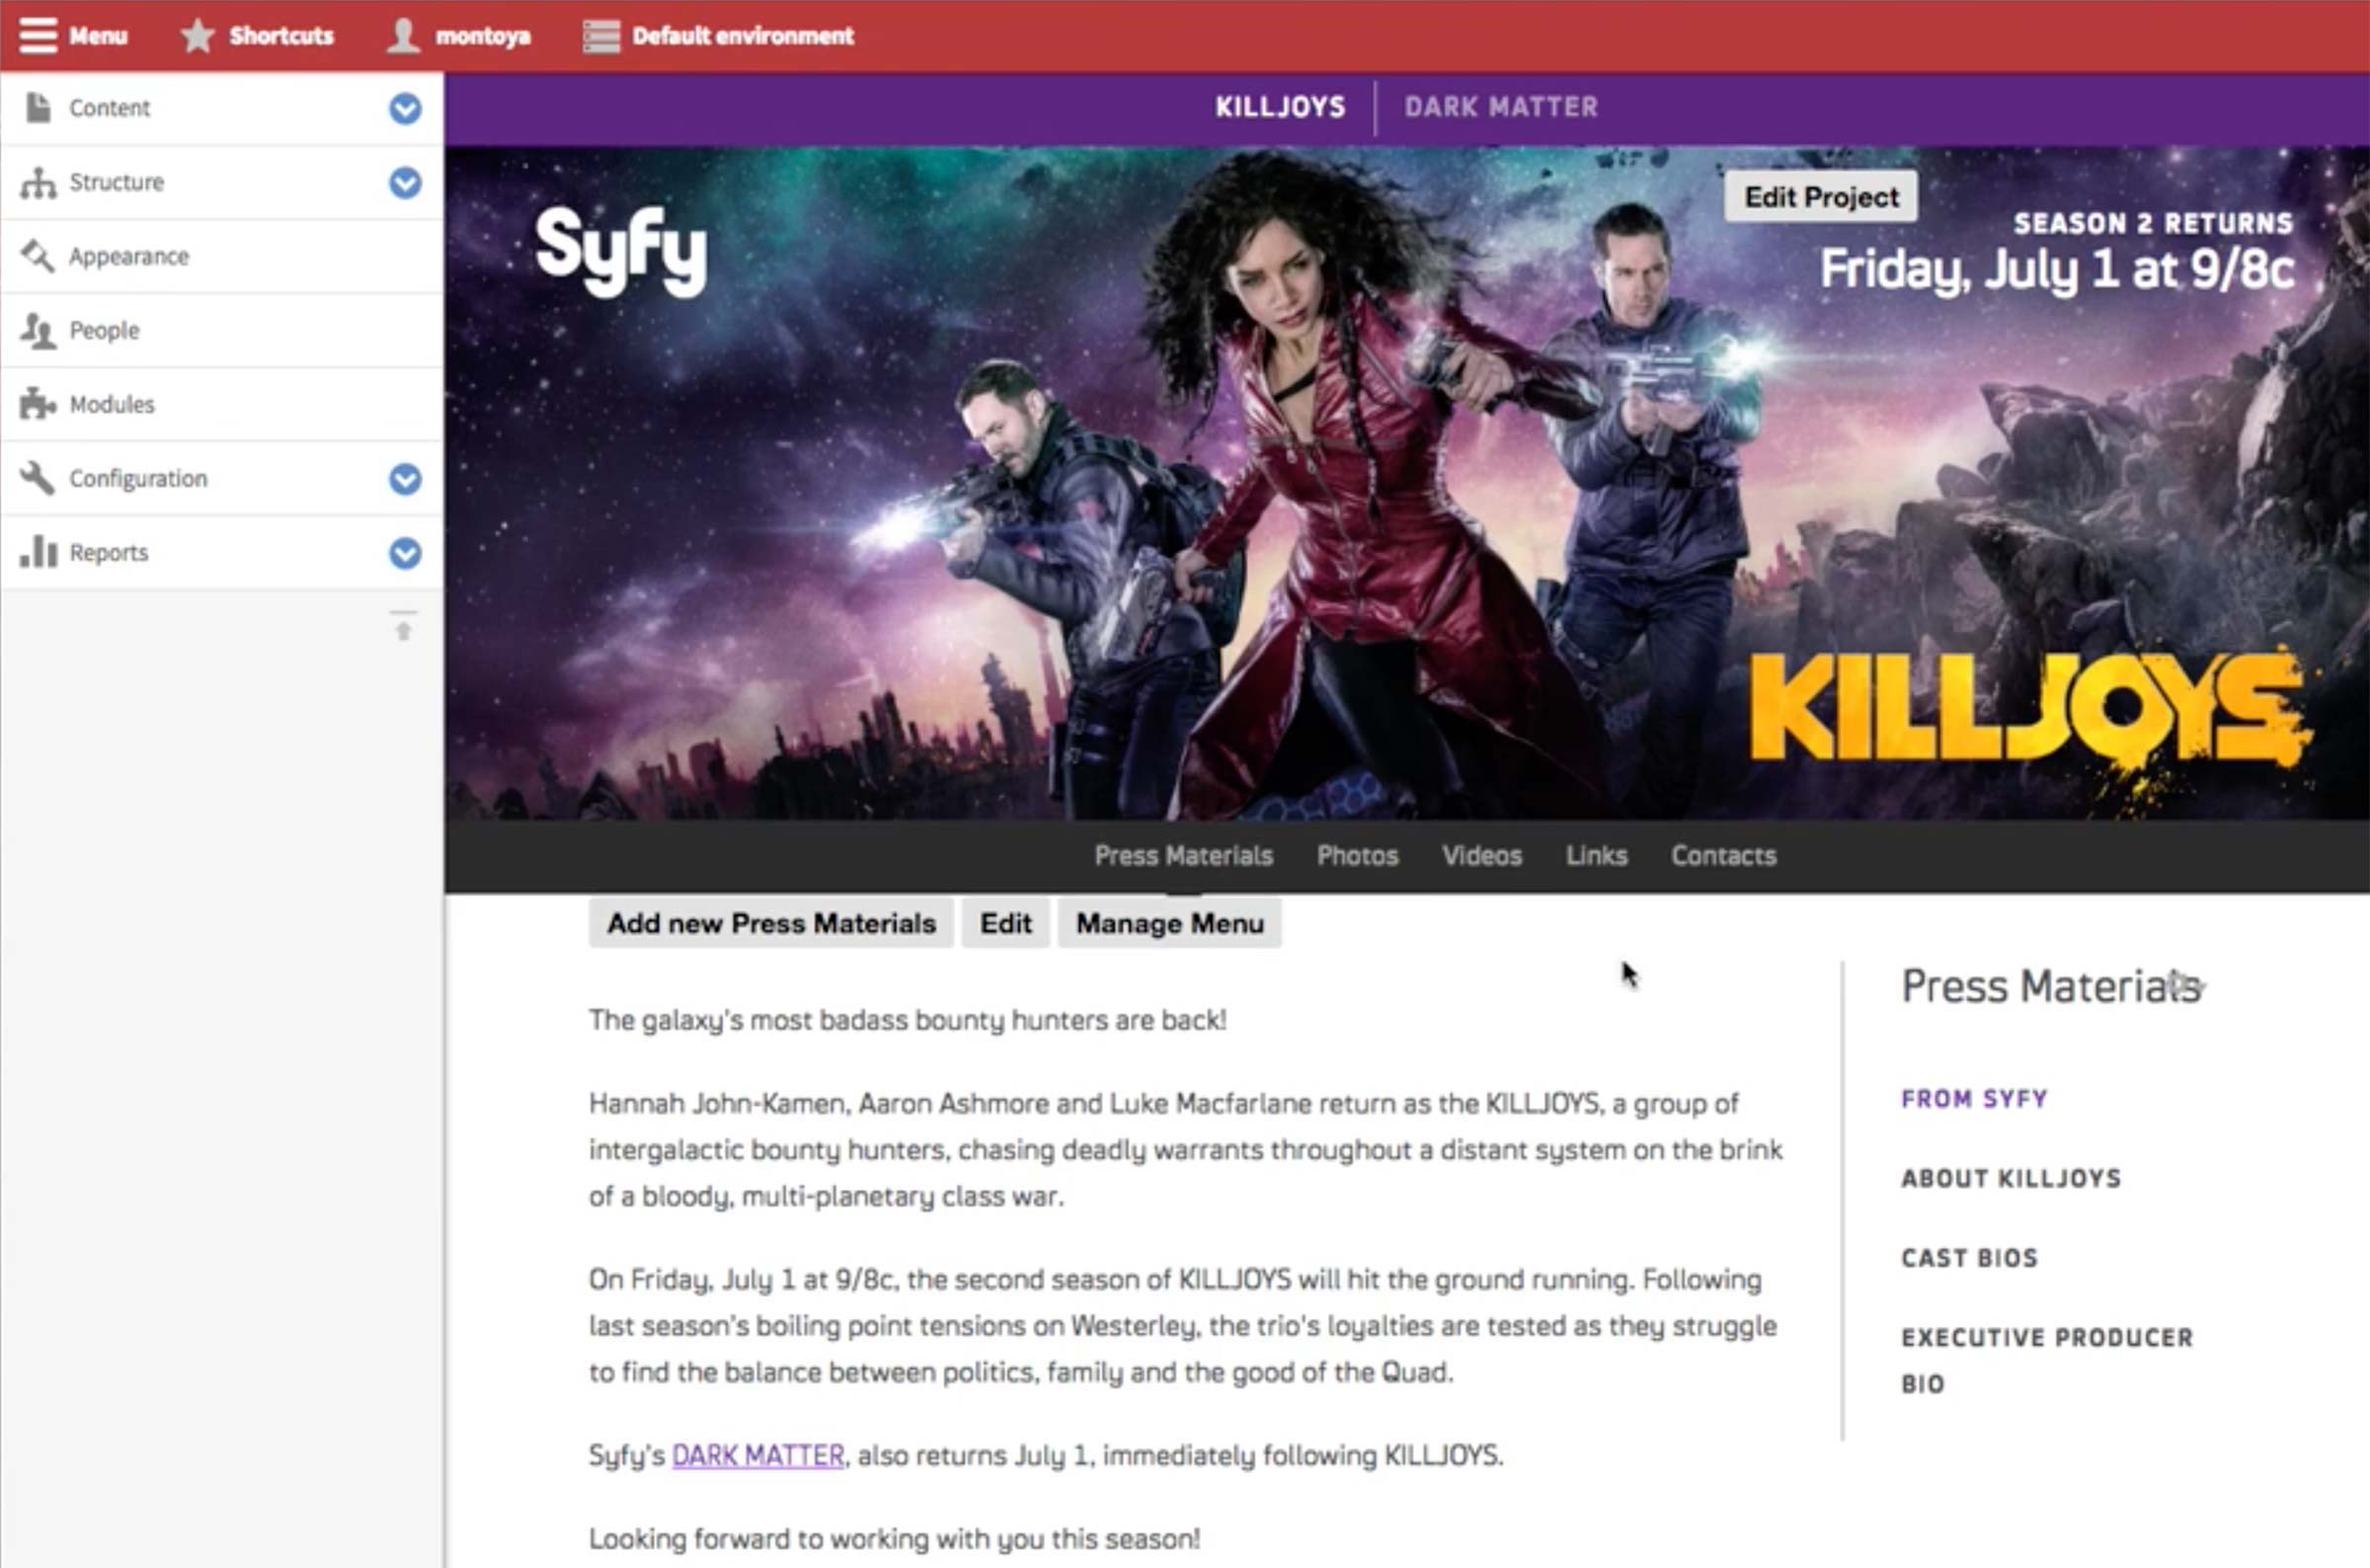 Menu Shortcuts montoya Default environment
Content
Structure
Appearance
People
Modules
Configuration
Reports
KILLJOYS DARK MATTER
Edit Project
Syfy
SEASON 2 RETURNS
Friday, July 1 at 9/8c
KILLJOYS
Press Materials Photos Videos Links Contacts
Add new Press Materials Edit Manage Menu
The galaxy's most badass bounty hunters are back!
Hannah John-Kamen, Aaron Ashmore and Luke Macfarlane return as the KILLJOYS, a group of
intergalactic bounty hunters, chasing deadly warrants throughout a distant system on the brink
of a bloody, multi-planetary class war.
On Friday, July 1 at 9/8c, the second season of KILLJOYS will hit the ground running. Following
last season's boiling point tensions on Westerley, the trio's loyalties are tested as they struggle
to find the balance between politics, family and the good of the Quad.
Syfy's DARK MATTER, also returns July 1, immediately following KILLJOYS.
Looking forward to working with you this season!
Press Materials
FROM SYFY
ABOUT KILLJOYS
CAST BIOS
EXECUTIVE PRODUCER
BIO